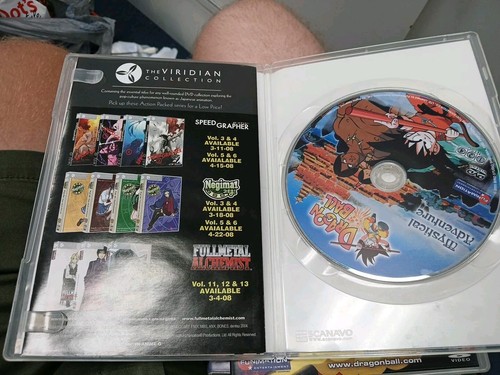 THE VIRIDIAN
COLLECTION
Pick up these Action Packed series for a Low Price!
SPEED
GRAPHER
Vol. 3 & 4
AVAILABLE
3-11-08
Vol. 5 & 6
AVAILABLE
4-15-08
Negima!
Vol. 3 & 4
AVAILABLE
3-18-08
Vol. 5 & 6
AVAILABLE
4-22-08
FULLMETAL
ALCHEMIST
Vol. 11, 12 & 13
AVAILABLE
3-4-08
www.fullmetalalchemist.com
DRAGON
BALL
Mystical
Adventure
SCANAVO
FUNIMATION
ENTERTAINMENT
www.dragonball.com
VIDEO